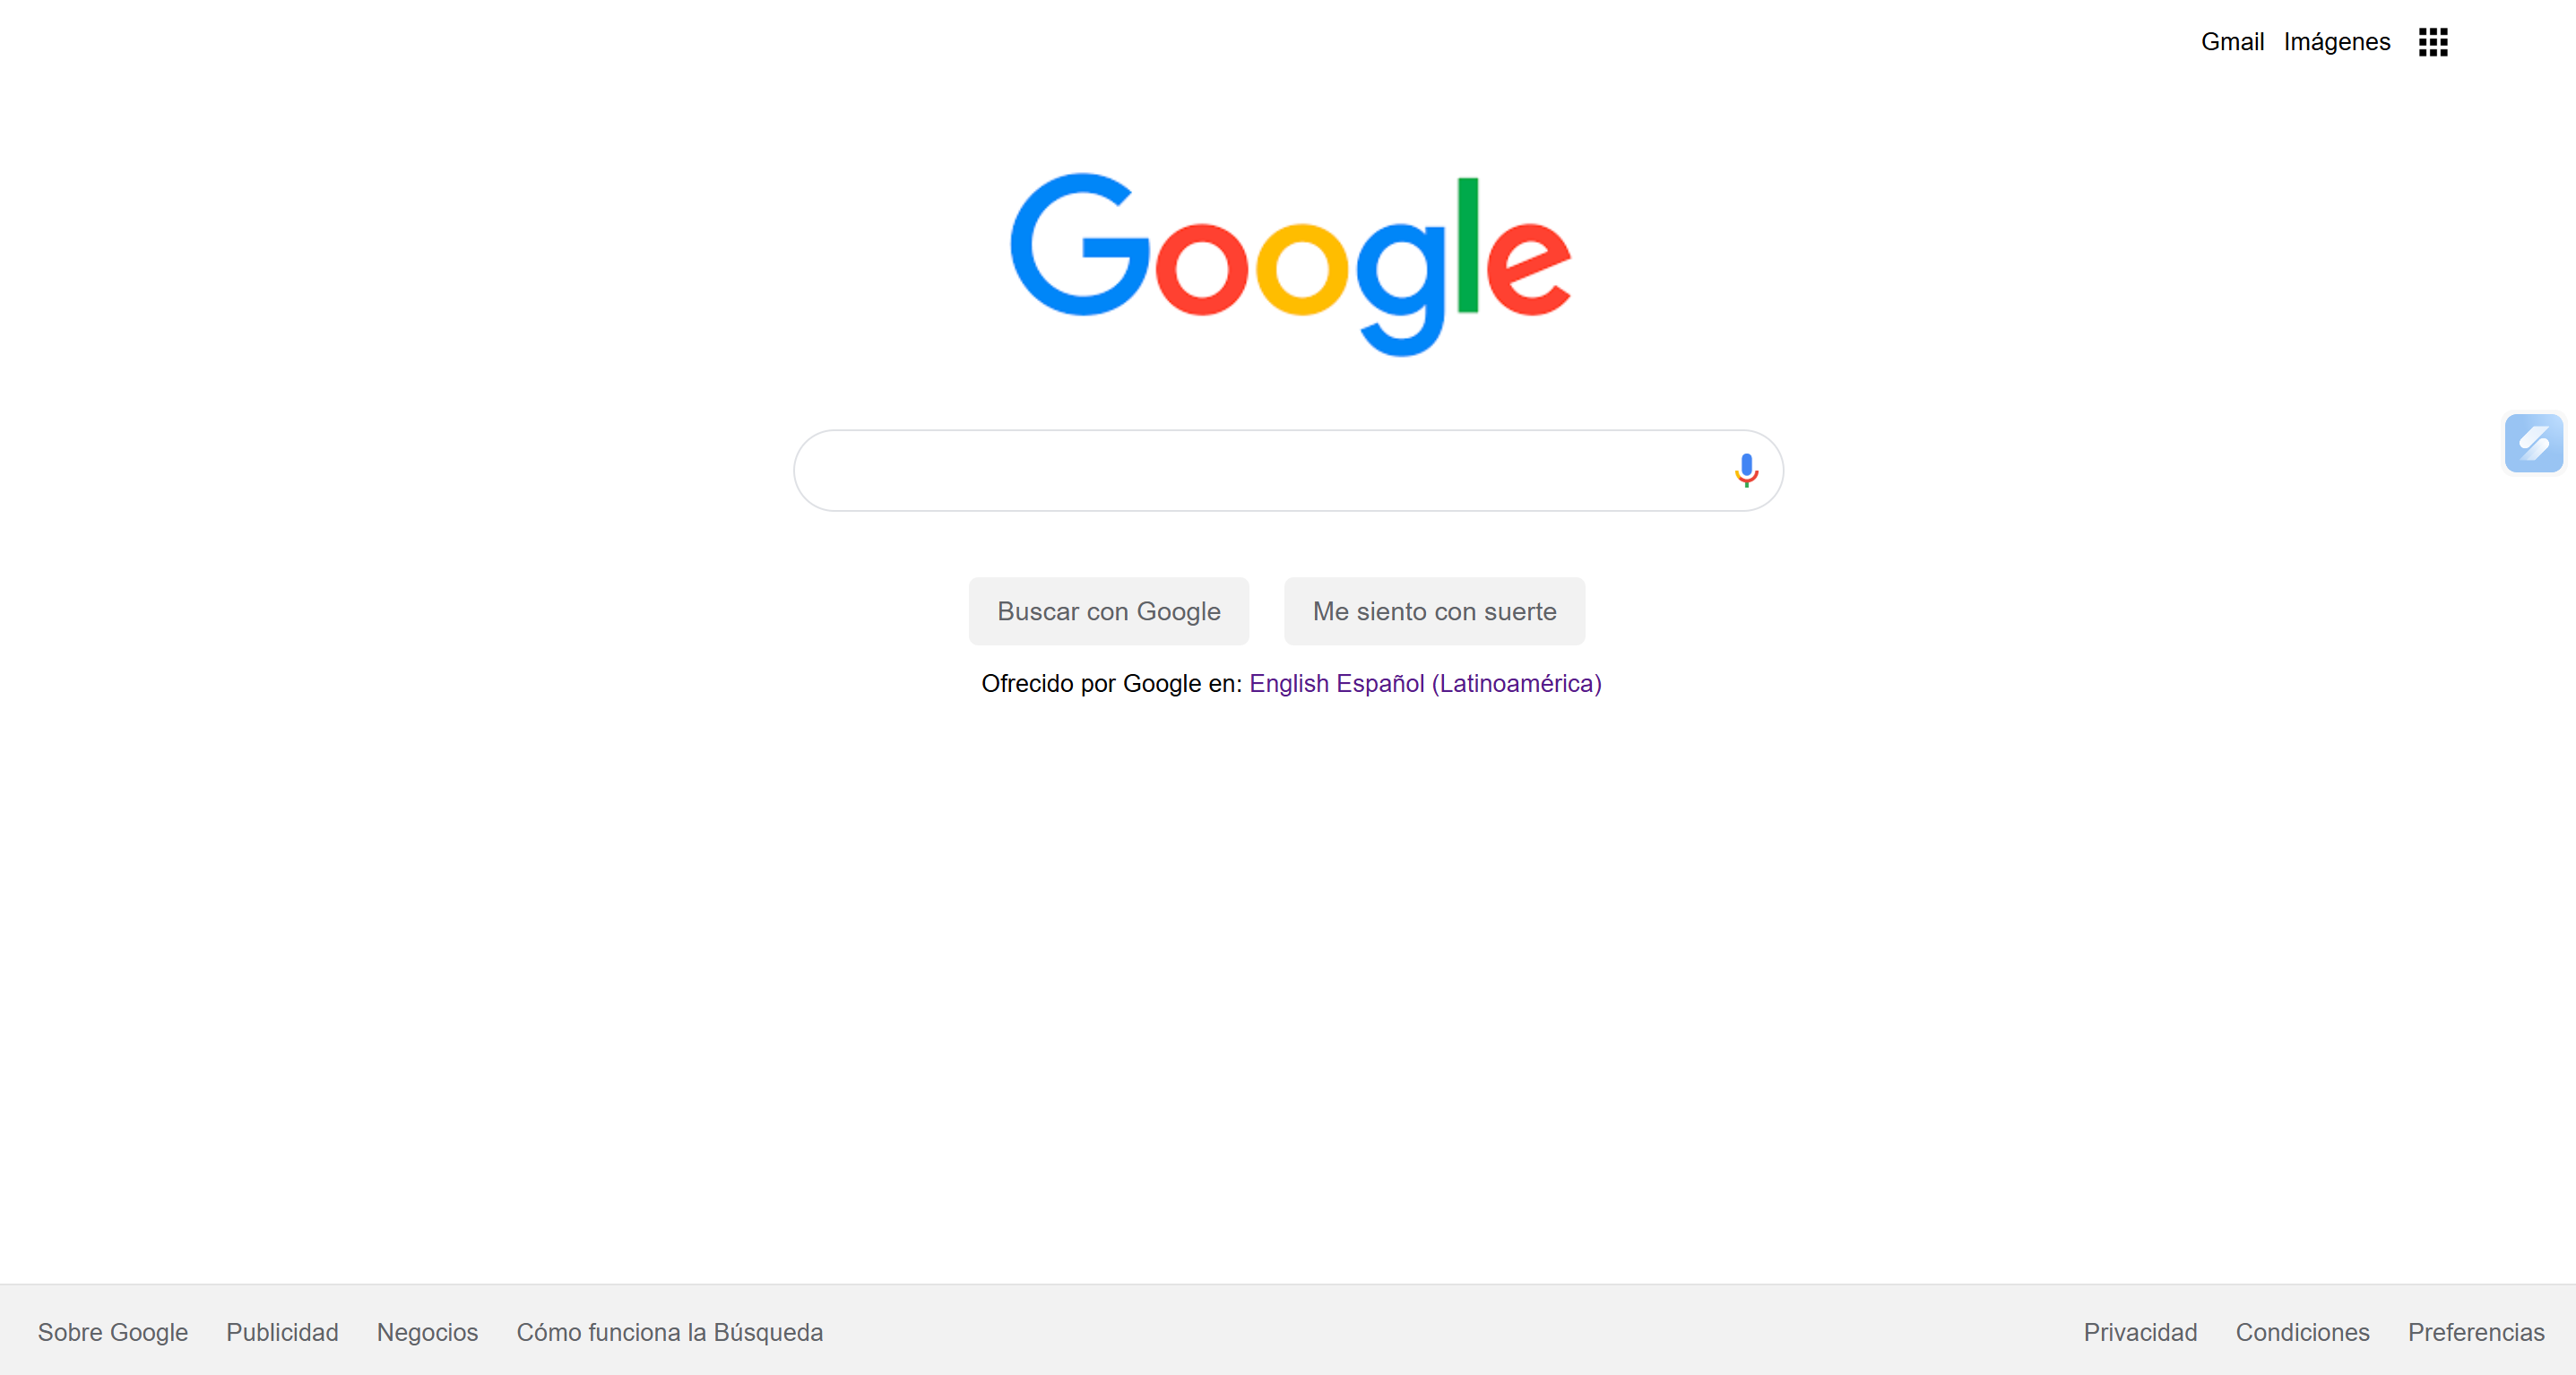 Gmail Imágenes
Google
Buscar con Google Me siento con suerte
Ofrecido por Google en: English Español (Latinoamérica)
Sobre Google Publicidad Negocios Cómo funciona la Búsqueda Privacidad Condiciones Preferencias